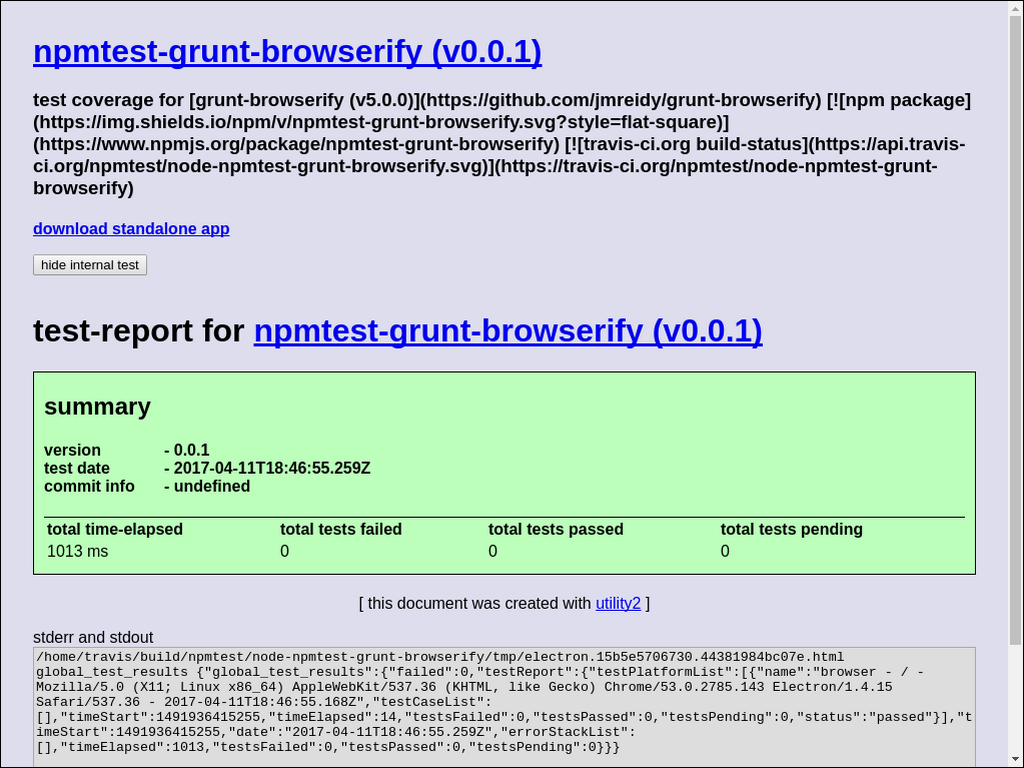 npmtest-grunt-browserify (v0.0.1)
test coverage for [grunt-browserify (v5.0.0)](https://github.com/jmreidy/grunt-browserify) [![npm package]
(https://img.shields.io/npm/v/npmtest-grunt-browserify.svg?style=flat-square)]
(https://www.npmjs.org/package/npmtest-grunt-browserify) [![travis-ci.org build-status](https://api.travis-
ci.org/npmtest/node-npmtest-grunt-browserify.svg)](https://travis-ci.org/npmtest/node-npmtest-grunt-
browserify)
download standalone app
hide internal test
test-report for npmtest-grunt-browserify (v0.0.1)
summary
version - 0.0.1
test date - 2017-04-11T18:46:55.259Z
commit info - undefined
total time-elapsed total tests failed total tests passed total tests pending
1013 ms 0 0 0
[ this document was created with utility2 ]
stderr and stdout
/home/travis/build/npmtest/node-npmtest-grunt-browserify/tmp/electron.15b5e5706730.44381984bc07e.html
global_test_results {"global_test_results":{"failed":0,"testReport":{"testPlatformList":[{"name":"browser - / -
Mozilla/5.0 (X11; Linux x86_64) AppleWebKit/537.36 (KHTML, like Gecko) Chrome/53.0.2785.143 Electron/1.4.15
Safari/537.36 - 2017-04-11T18:46:55.168Z","testCaseList":
[],"timeStart":1491936415255,"timeElapsed":14,"testsFailed":0,"testsPassed":0,"testsPending":0,"status":"passed"}],"t
imeStart":1491936415255,"date":"2017-04-11T18:46:55.259Z","errorStackList":
[],"timeElapsed":1013,"testsFailed":0,"testsPassed":0,"testsPending":0}}}